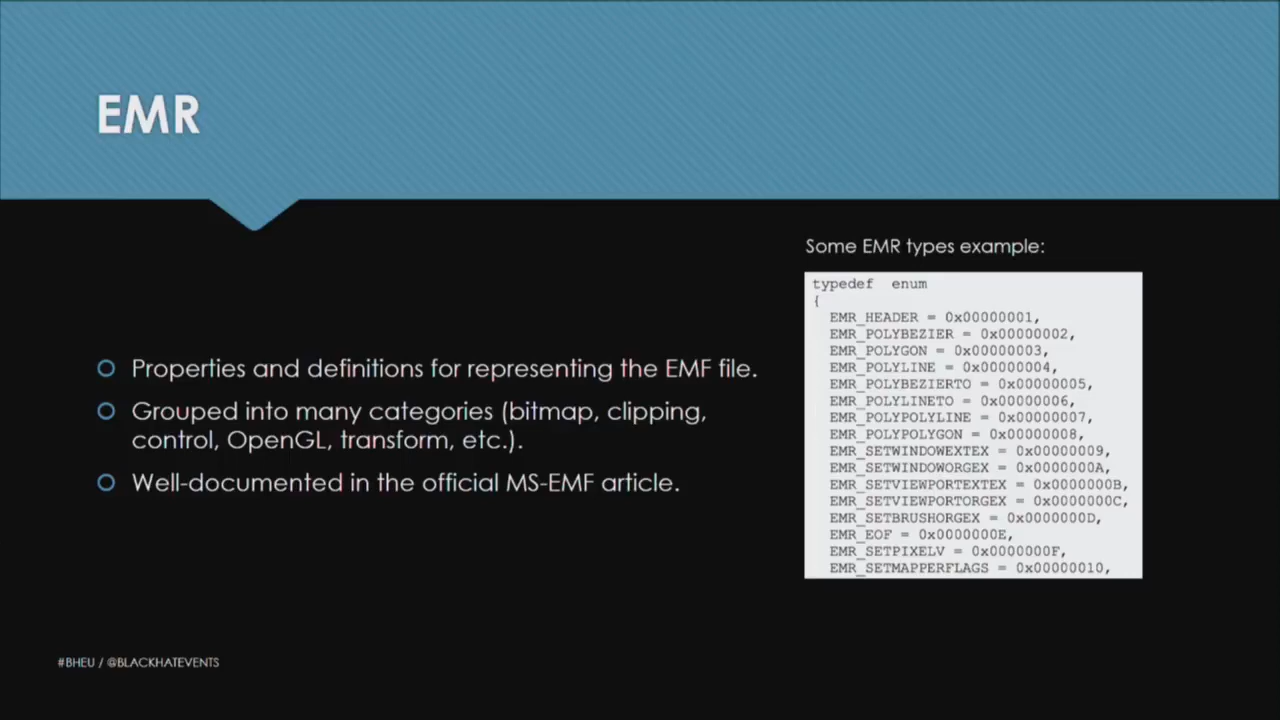 EMR
Properties and definitions for representing the EMF file.
Grouped into many categories (bitmap, clipping,
control, OpenGL, transform, etc.).
Well-documented in the official MS-EMF article.
Some EMR types example:
typedef enum
{
EMR_HEADER = 0x00000001,
EMR_POLYBEZIER = 0x00000002,
EMR_POLYGON = 0x00000003,
EMR_POLYLINE = 0x00000004,
EMR_POLYBEZIERTO = 0x00000005,
EMR_POLYLINETO = 0x00000006,
EMR_POLYPOLYLINE = 0x00000007,
EMR_POLYPOLYGON = 0x00000008,
EMR_SETWINDOWEXTEX = 0x00000009,
EMR_SETWINDOWORGEX = 0x0000000A,
EMR_SETVIEWPORTEXTEX = 0x0000000B,
EMR_SETVIEWPORTORGEX = 0x0000000C,
EMR_SETBRUSHORGEX = 0x0000000D,
EMR_EOF = 0x0000000E,
EMR_SETPIXELV = 0x0000000F,
EMR_SETMAPPERFLAGS = 0x00000010,
#BHEU / @BLACKHATEVENTS